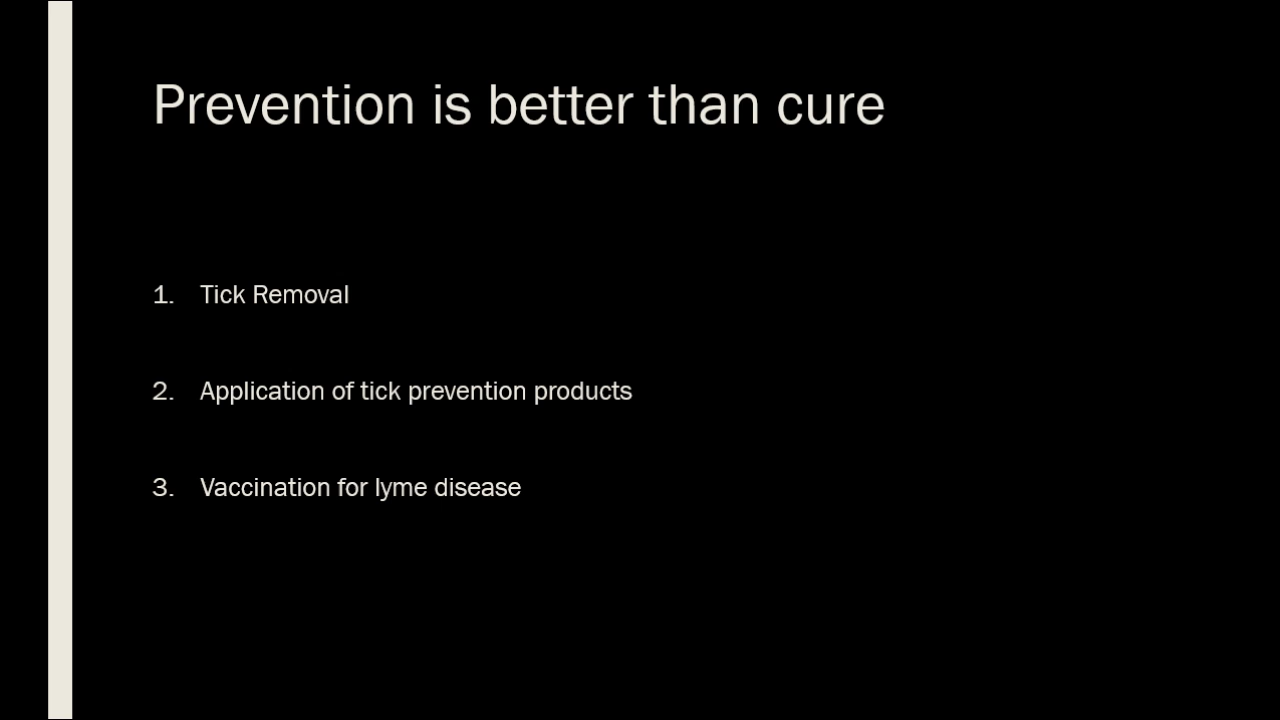 Prevention is better than cure
1. Tick Removal
2. Application of tick prevention products
3. Vaccination for lyme disease